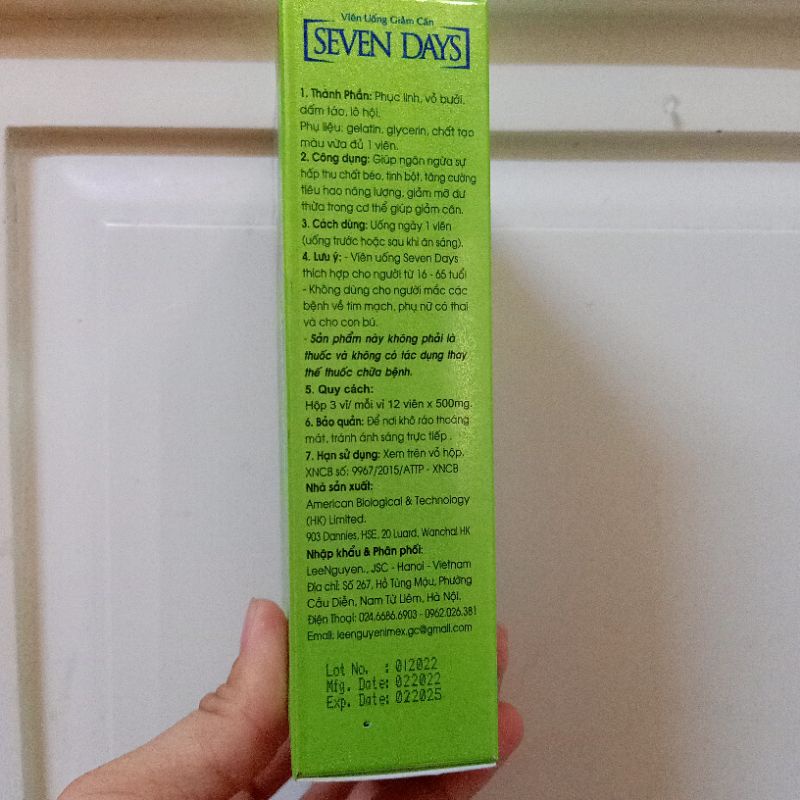 Viên Uống Giảm Cân
SEVEN DAYS
1. Thành Phần: Phục linh, vỏ bưởi,
dấm táo, lô hội.
Phụ liệu: gelatin, glycerin, chất tạo
màu vừa đủ 1 viên.
2. Công dụng: Giúp ngăn ngừa sự
hấp thu chất béo, tinh bột, tăng cường
tiêu hao năng lượng, giảm mỡ dư
thừa trong cơ thể giúp giảm cân.
3. Cách dùng: Uống ngày 1 viên
(uống trước hoặc sau khi ăn sáng).
4. Lưu ý: - Viên uống Seven Days
thích hợp cho người từ 16 - 65 tuổi
- Không dùng cho người mắc các
bệnh về tim mạch, phụ nữ có thai
và cho con bú.
- Sản phẩm này không phải là
thuốc và không có tác dụng thay
thế thuốc chữa bệnh.
5. Quy cách:
Hộp 3 vỉ/ mỗi vỉ 12 viên x 500mg.
6. Bảo quản: Để nơi khô ráo thoáng
mát, tránh ánh sáng trực tiếp .
7. Hạn sử dụng: Xem trên vỏ hộp.
XNCB số: 9967/2015/ATTP - XNCB
Nhà sản xuất:
American Biological & Technology
(HK) Limited.
903 Dannies, HSE, 20 Luard, Wanchai HK
Nhập khẩu & Phân phối:
LeeNguyen., JSC - Hanoi - Vietnam
Địa chỉ: Số 267, Hồ Tùng Mậu, Phường
Cầu Diễn, Nam Từ Liêm, Hà Nội.
Điện Thoại: 024.6686.6903 - 0962.026.381
Email: leenguyenimex.gc@gmail.com
Lot No. : 012022
Mfg. Date: 022022
Exp. Date: 022025